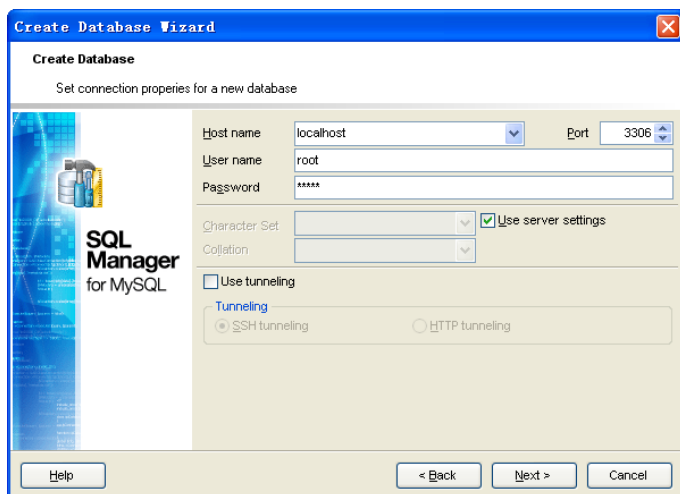 Create Database Wizard
Create Database
Set connection properies for a new database
Host name localhost Port 3306
User name root
Password *****
Character Set Use server settings
Collation
SQL
Manager
for MySQL
Use tunneling
Tunneling
SSH tunneling HTTP tunneling
Help < Back Next > Cancel